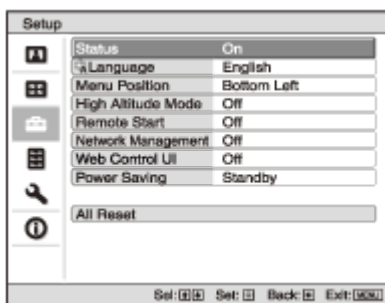 Setup
Status On
Language English
Menu Position Bottom Left
High Altitude Mode Off
Remote Start Off
Network Management Off
Web Control UI Off
Power Saving Standby
All Reset
Sel: Set: Back: Exit: MENU